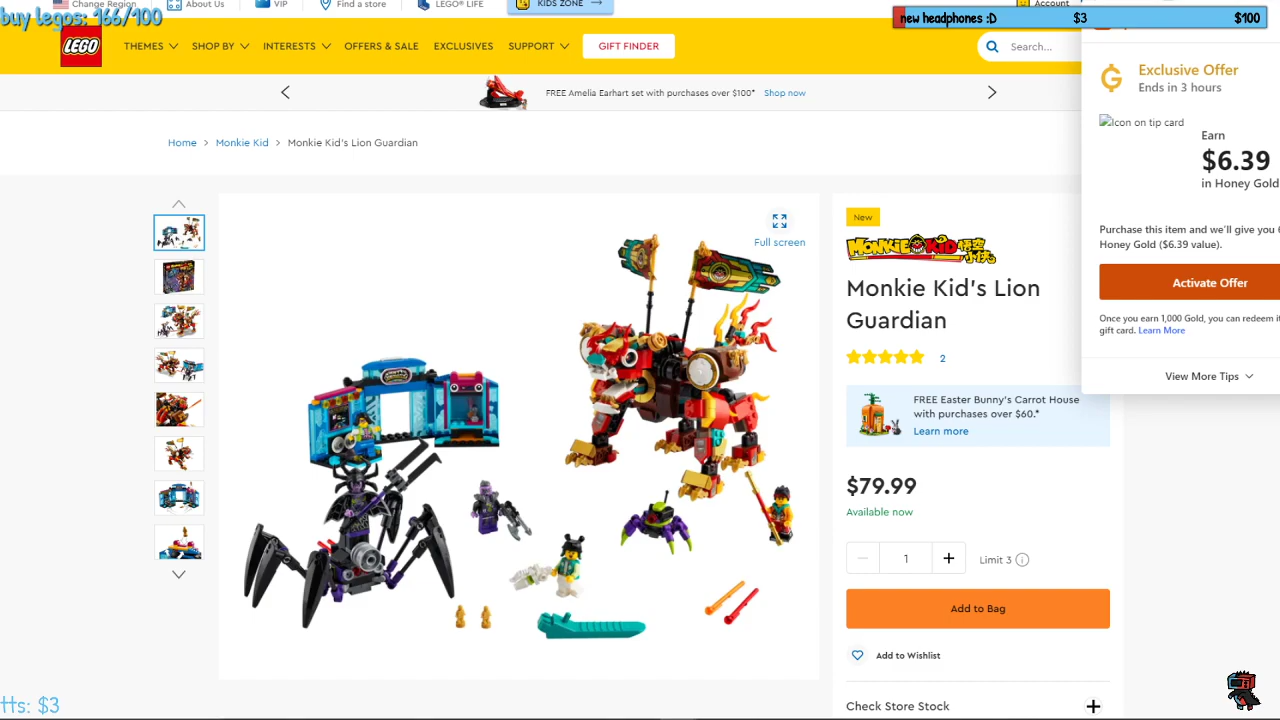 Change Region
About Us
VIP
Find a store
LEGO® LIFE
KIDS ZONE
Account
buy legos: 166/100
new headphones :D $3 $100
LEGO
THEMES
SHOP BY
INTERESTS
OFFERS & SALE
EXCLUSIVES
SUPPORT
GIFT FINDER
Search...
FREE Amelia Earhart set with purchases over $100* Shop now
Exclusive Offer
Ends in 3 hours
Icon on tip card
Earn
$6.39
in Honey Gold
Purchase this item and we'll give you
Honey Gold ($6.39 value).
Activate Offer
Once you earn 1,000 Gold, you can redeem
gift card. Learn More
View More Tips
Home > Monkie Kid > Monkie Kid's Lion Guardian
Full screen
New
MONKIE KID 悟空小侠
Monkie Kid's Lion
Guardian
2
FREE Easter Bunny's Carrot House
with purchases over $60.*
Learn more
$79.99
Available now
1
Limit 3
Add to Bag
Add to Wishlist
Check Store Stock
tts: $3